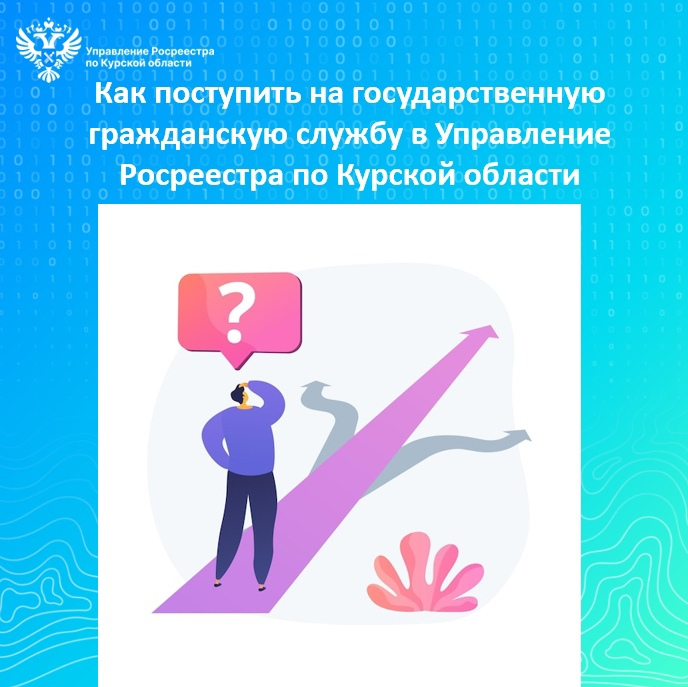 Управление Росреестра
по Курской области
Как поступить на государственную
гражданскую службу в Управление
Росреестра по Курской области
?